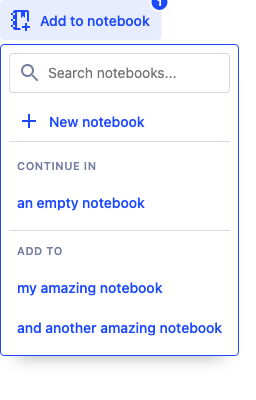 1
Add to notebook
Search notebooks...
New notebook
CONTINUE IN
an empty notebook
ADD TO
my amazing notebook
and another amazing notebook